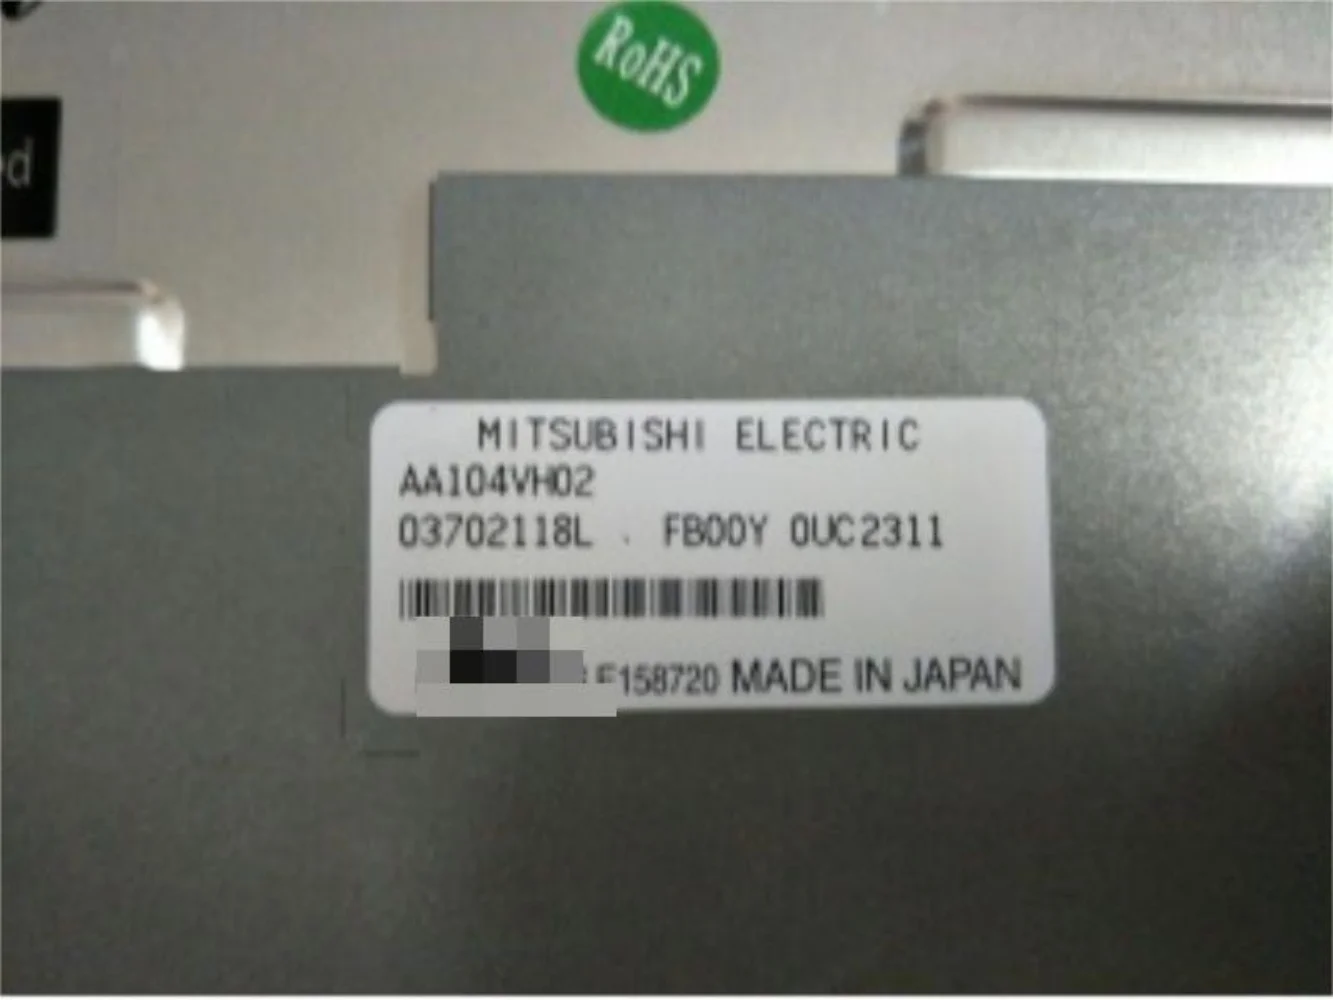 RoHS
MITSUBISHI ELECTRIC
AA104VH02
03702118L . FB00Y 0UC2311
E158720 MADE IN JAPAN